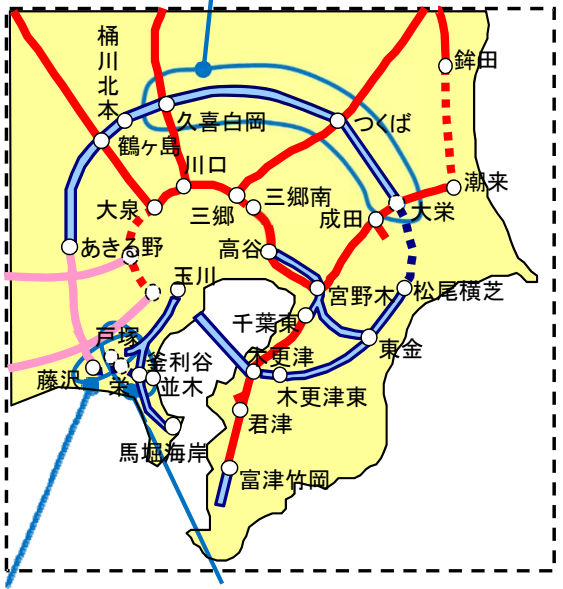 桶川北本
鉾田
久喜白岡
つくば
鶴ヶ島
川口
潮来
大泉
三郷
三郷南
成田
大栄
あきる野
高谷
玉川
宮野木
松尾横芝
千葉東
戸塚
東金
木更津
釜利谷
藤沢
栄
並木
木更津東
君津
馬堀海岸
富津竹岡